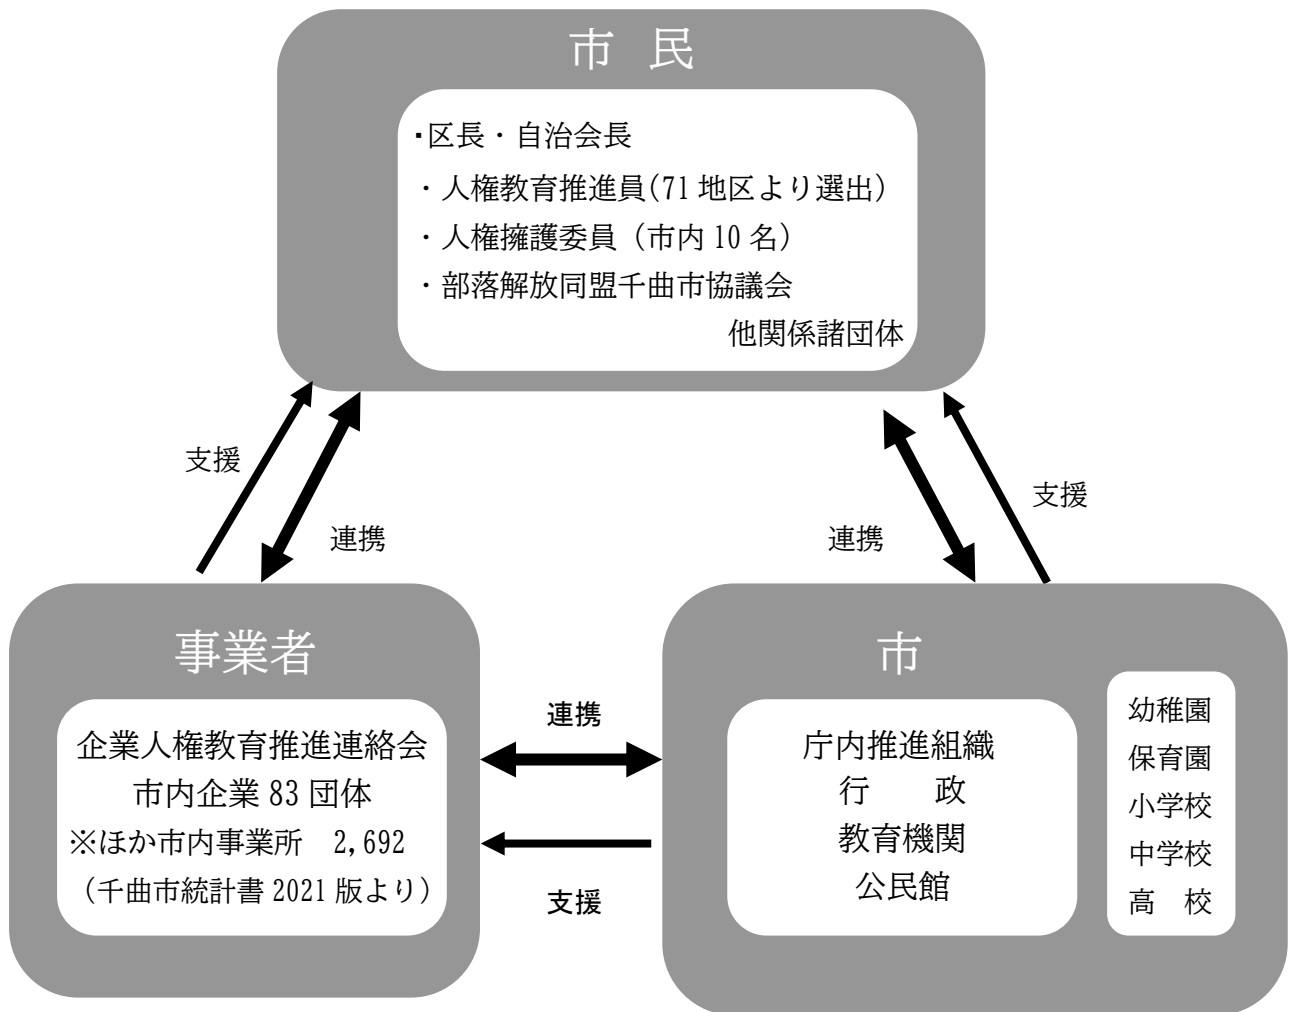 市　民
・区長・自治会長
・人権教育推進員(71 地区より選出)
・人権擁護委員（市内 10 名）
・部落解放同盟千曲市協議会
他関係諸団体
支援
連携
連携
支援
事業者
企業人権教育推進連絡会
市内企業 83 団体
※ほか市内事業所　2,692
（千曲市統計書 2021 版より）
連携
支援
市
庁内推進組織
行　　政
教育機関
公民館
幼稚園
保育園
小学校
中学校
高　校